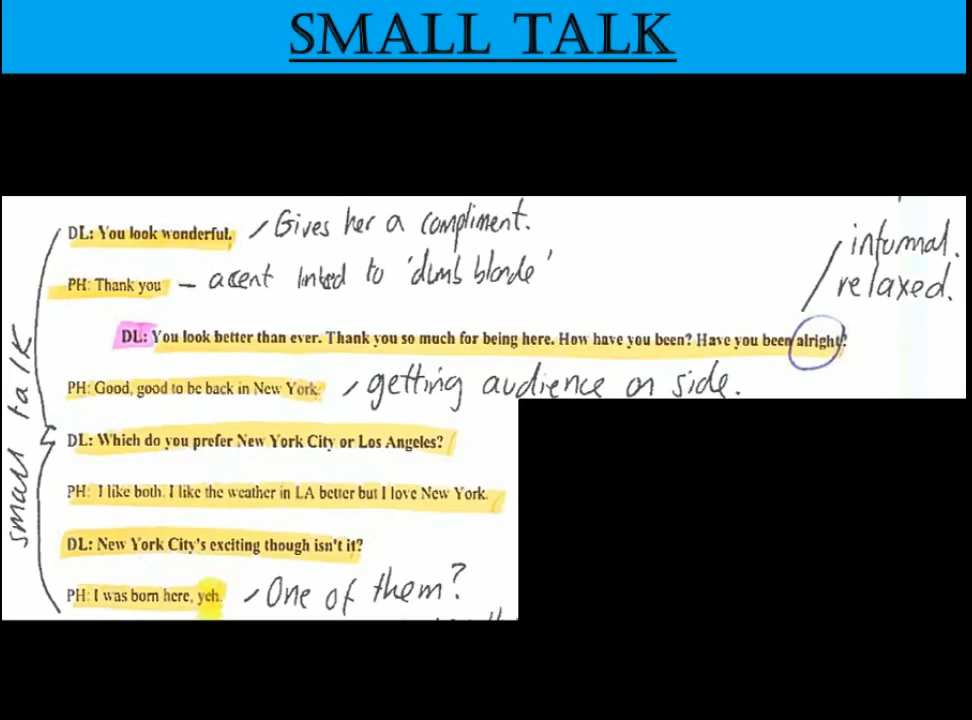 SMALL TALK
DL: You look wonderful. Gives her a compliment.
PH: Thank you – accent linked to 'dumb blonde'
informal.
relaxed.
DL: You look better than ever. Thank you so much for being here. How have you been? Have you been alright?
PH: Good, good to be back in New York. getting audience on side.
small talk
DL: Which do you prefer New York City or Los Angeles?
PH: I like both. I like the weather in LA better but I love New York.
DL: New York City's exciting though isn't it?
PH: I was born here, yeh. One of them?